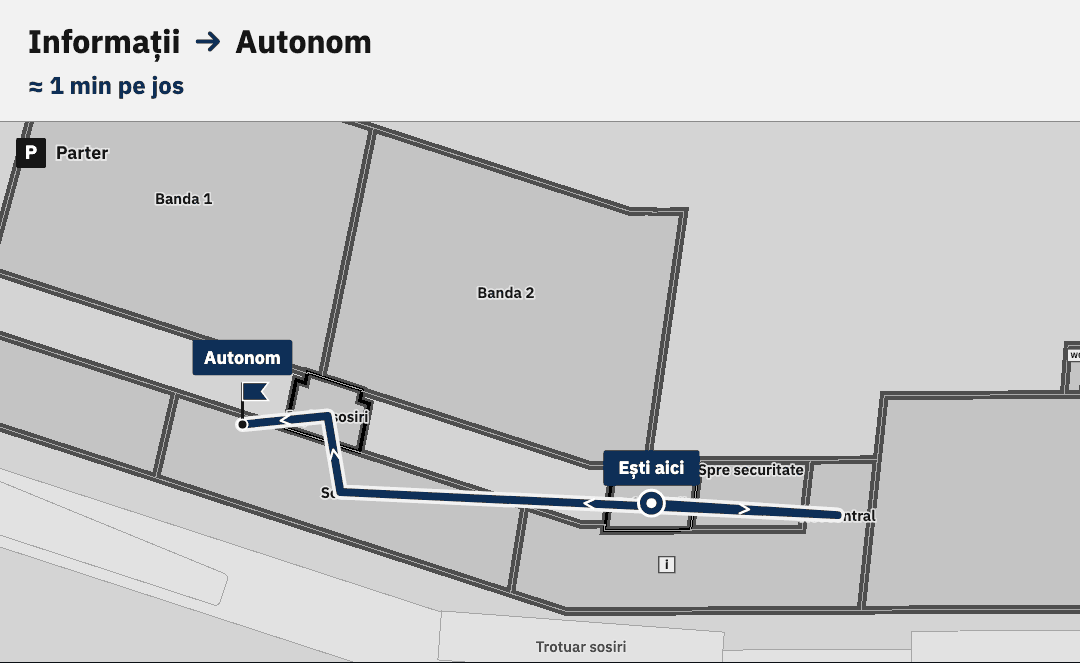 Informații → Autonom
≈ 1 min pe jos
P Parter
Banda 1
Banda 2
Autonom
sosiri
Ești aici
Spre securitate
i
Trotuar sosiri